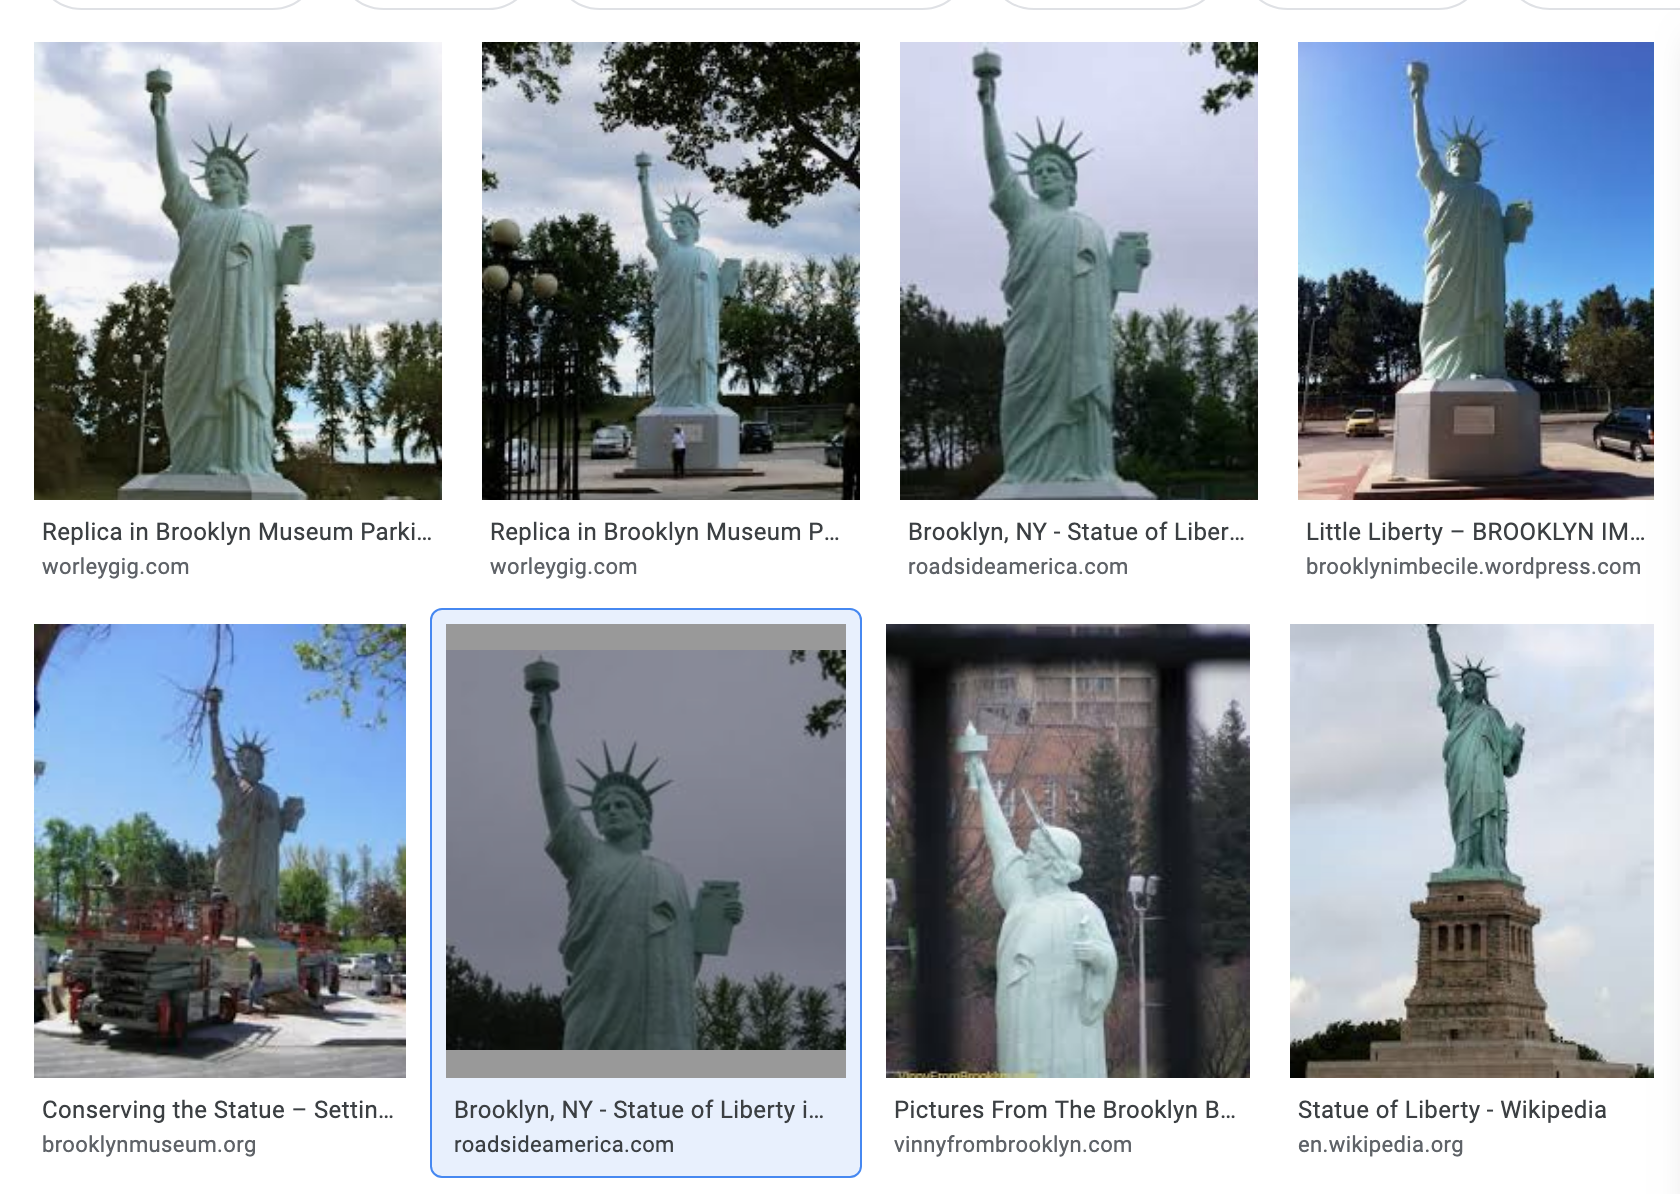 Replica in Brooklyn Museum Parki...
worleygig.com
Replica in Brooklyn Museum P...
worleygig.com
Brooklyn, NY - Statue of Liber...
roadsideamerica.com
Little Liberty – BROOKLYN IM...
brooklynimbecile.wordpress.com
Conserving the Statue – Settin...
brooklynmuseum.org
Brooklyn, NY - Statue of Liberty i...
roadsideamerica.com
Pictures From The Brooklyn B...
vinnyfrombrooklyn.com
Statue of Liberty - Wikipedia
en.wikipedia.org